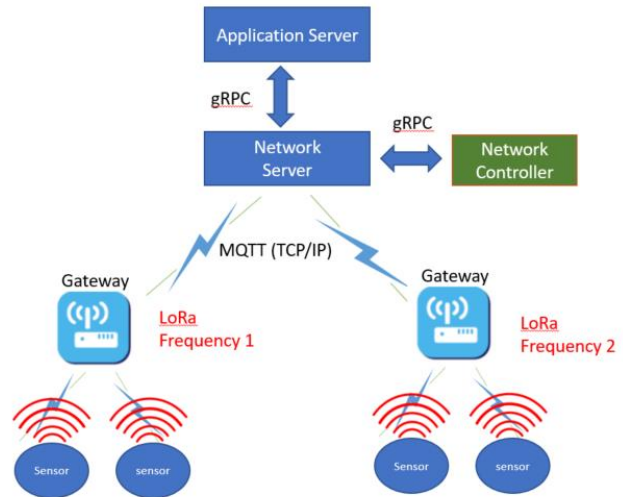 Application Server
gRPC
gRPC
Network
Server
Network
Controller
MQTT (TCP/IP)
Gateway
Gateway
LoRa
Frequency 1
LoRa
Frequency 2
Sensor
sensor
Sensor
sensor